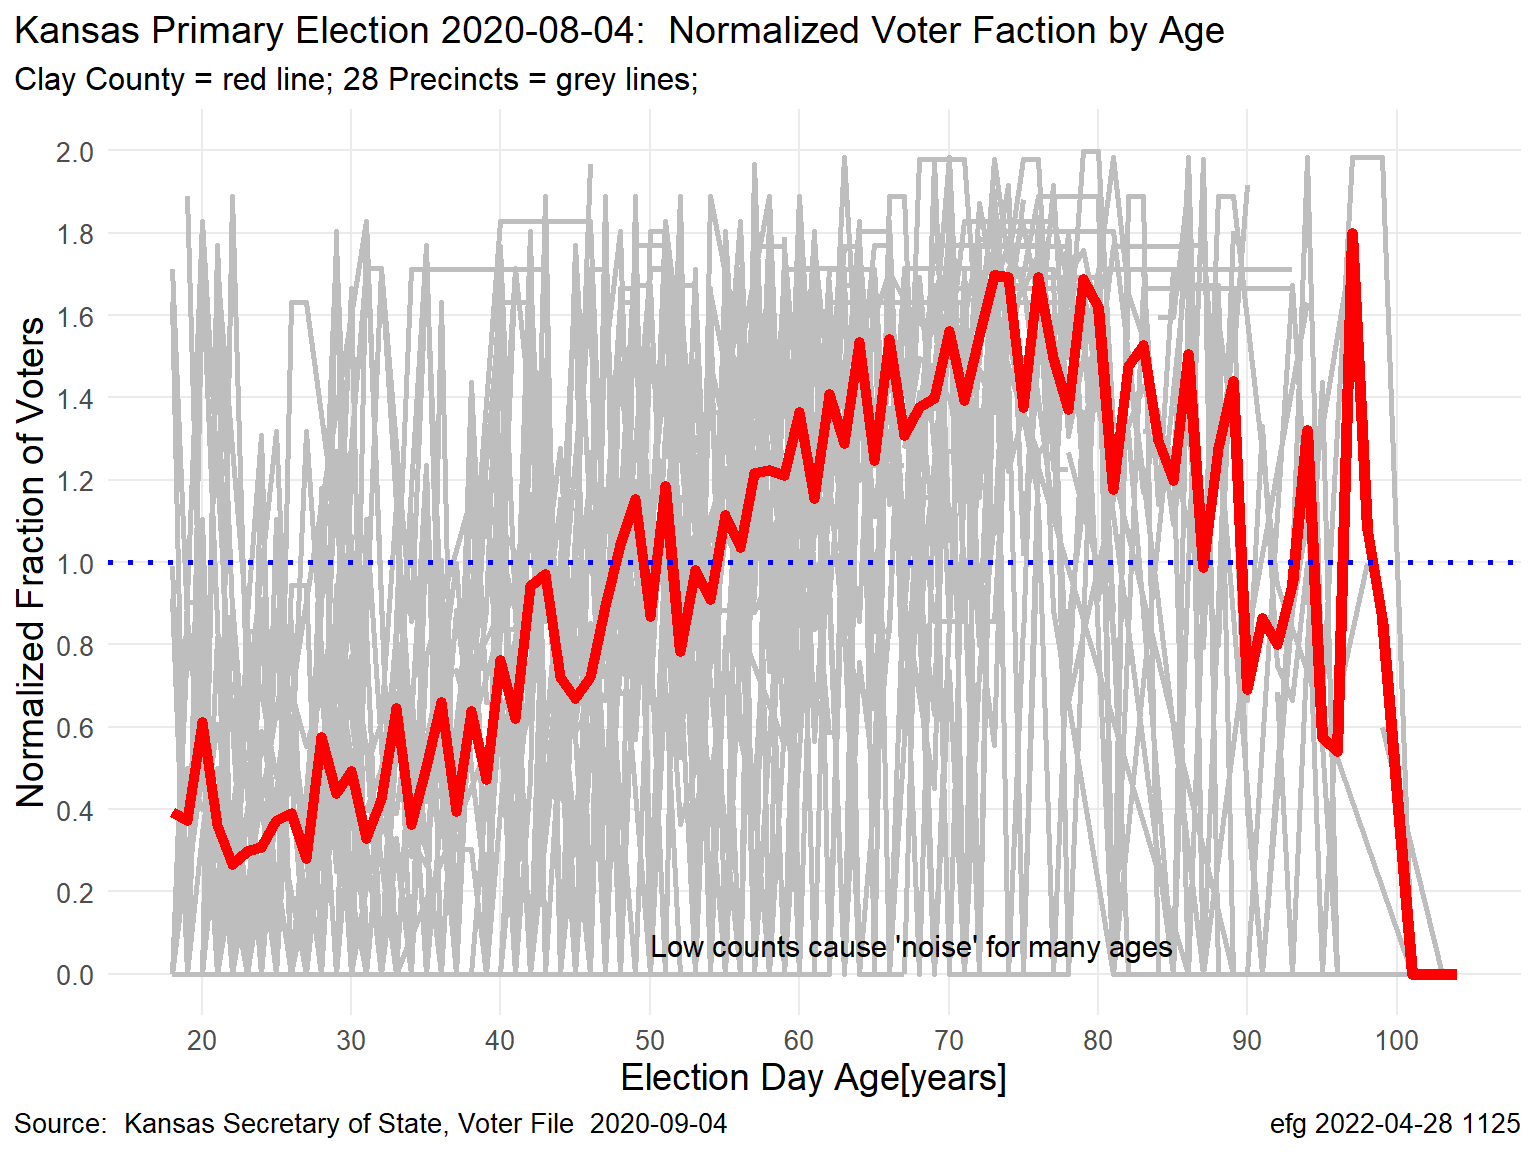 Kansas Primary Election 2020-08-04:  Normalized Voter Faction by Age
Clay County = red line; 28 Precincts = grey lines;
Normalized Fraction of Voters
2.0
1.8
1.6
1.4
1.2
1.0
0.8
0.6
0.4
0.2
0.0
Low counts cause 'noise' for many ages
20 30 40 50 60 70 80 90 100
Election Day Age[years]
Source:  Kansas Secretary of State, Voter File  2020-09-04
efg 2022-04-28 1125